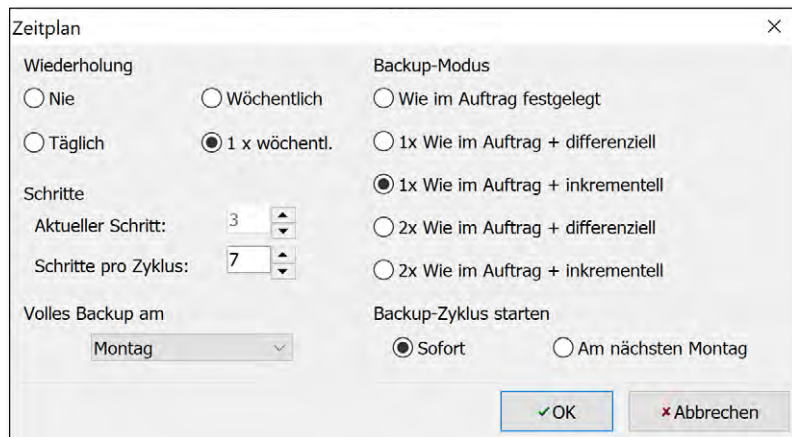 Zeitplan
Wiederholung
Nie
Wöchentlich
Täglich
1 x wöchentl.
Schritte
Aktueller Schritt: 3
Schritte pro Zyklus: 7
Volles Backup am
Montag
Backup-Modus
Wie im Auftrag festgelegt
1x Wie im Auftrag + differenziell
1x Wie im Auftrag + inkrementell
2x Wie im Auftrag + differenziell
2x Wie im Auftrag + inkrementell
Backup-Zyklus starten
Sofort
Am nächsten Montag
OK
Abbrechen